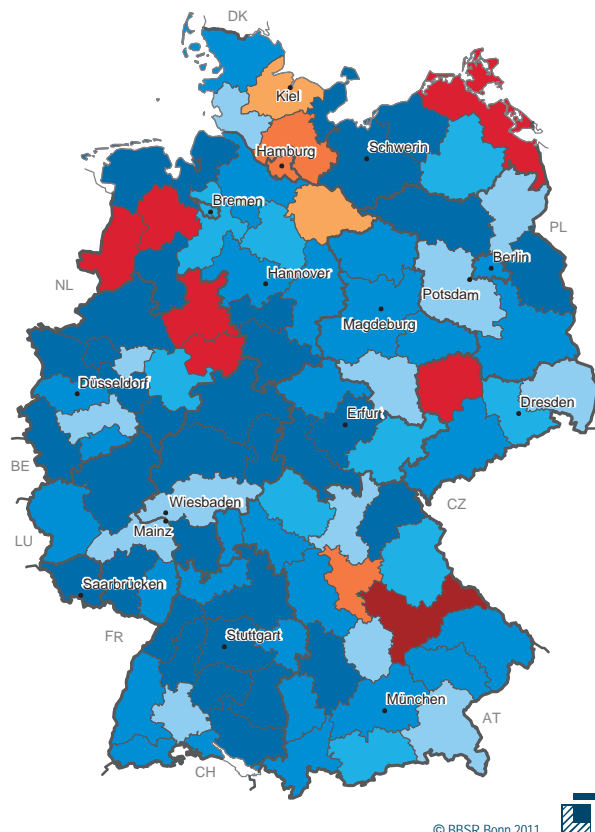 DK
Kiel
Hamburg
Schwerin
Bremen
PL
Berlin
Hannover
NL
Potsdam
Magdeburg
Düsseldorf
Erfurt
Dresden
BE
Wiesbaden
CZ
LU
Mainz
Saarbrücken
FR
Stuttgart
München
AT
CH
© BBSR Bonn 2011